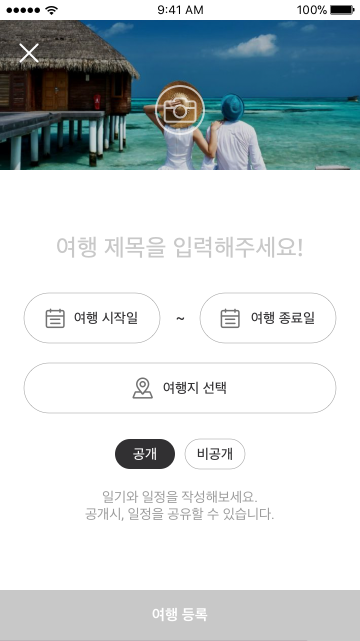 9:41 AM
100%
여행 제목을 입력해주세요!
여행 시작일 ~ 여행 종료일
여행지 선택
공개 비공개
일기와 일정을 작성해보세요.
공개시, 일정을 공유할 수 있습니다.
여행 등록